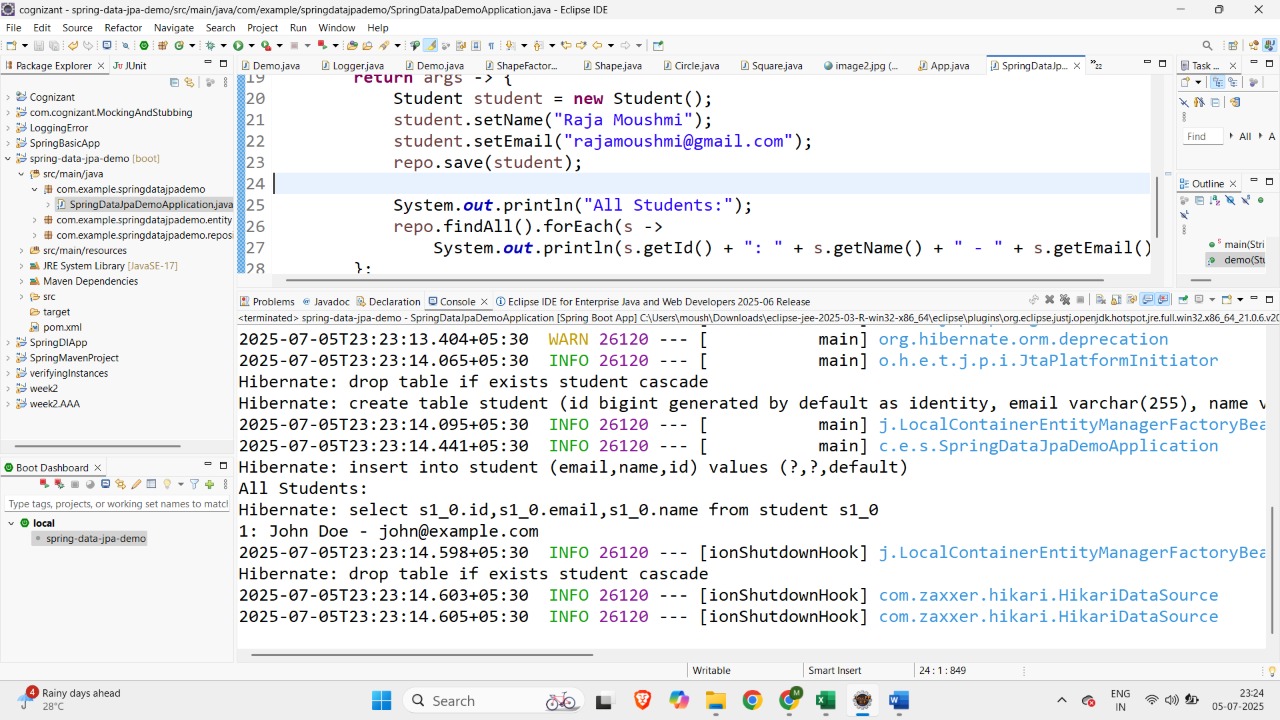 cognizant - spring-data-jpa-demo/src/main/java/com/example/springdatajpademo/SpringDataJpaDemoApplication.java - Eclipse IDE
File Edit Source Refactor Navigate Search Project Run Window Help
Package Explorer JUnit
Demo.java Logger.java Demo.java ShapeFactor... Shape.java Circle.java Square.java image2.jpg (... App.java SpringDataJp...
Task ...
Cognizant
com.cognizant.MockingAndStubbing
LoggingError
SpringBasicApp
spring-data-jpa-demo [boot]
src/main/java
com.example.springdatajpademo
SpringDataJpaDemoApplication.java
com.example.springdatajpademo.entity
com.example.springdatajpademo.repos
src/main/resources
JRE System Library [JavaSE-17]
Maven Dependencies
src
target
pom.xml
SpringDIApp
SpringMavenProject
verifyingInstances
week2
week2.AAA
19 return args -> {
20 Student student = new Student();
21 student.setName("Raja Moushmi");
22 student.setEmail("rajamoushmi@gmail.com");
23 repo.save(student);
24
25 System.out.println("All Students:");
26 repo.findAll().forEach(s ->
27 System.out.println(s.getId() + ": " + s.getName() + " - " + s.getEmail()
28 };
Find All A
Outline
main(Stri
demo(Stu
Problems Javadoc Declaration Console Eclipse IDE for Enterprise Java and Web Developers 2025-06 Release
<terminated> spring-data-jpa-demo - SpringDataJpaDemoApplication [Spring Boot App] C:\Users\moush\Downloads\eclipse-jee-2025-03-R-win32-x86_64\eclipse\plugins\org.eclipse.justj.openjdk.hotspot.jre.full.win32.x86_64_21.0.6.v20
2025-07-05T23:23:13.404+05:30 WARN 26120 --- [ main] org.hibernate.orm.deprecation
2025-07-05T23:23:14.065+05:30 INFO 26120 --- [ main] o.h.e.t.j.p.i.JtaPlatformInitiator
Hibernate: drop table if exists student cascade
Hibernate: create table student (id bigint generated by default as identity, email varchar(255), name v
2025-07-05T23:23:14.095+05:30 INFO 26120 --- [ main] j.LocalContainerEntityManagerFactoryBea
2025-07-05T23:23:14.441+05:30 INFO 26120 --- [ main] c.e.s.SpringDataJpaDemoApplication
Hibernate: insert into student (email,name,id) values (?,?,default)
All Students:
Hibernate: select s1_0.id,s1_0.email,s1_0.name from student s1_0
1: John Doe - john@example.com
2025-07-05T23:23:14.598+05:30 INFO 26120 --- [ionShutdownHook] j.LocalContainerEntityManagerFactoryBea
Hibernate: drop table if exists student cascade
2025-07-05T23:23:14.603+05:30 INFO 26120 --- [ionShutdownHook] com.zaxxer.hikari.HikariDataSource
2025-07-05T23:23:14.605+05:30 INFO 26120 --- [ionShutdownHook] com.zaxxer.hikari.HikariDataSource
Boot Dashboard
Type tags, projects, or working set names to matcl
local
spring-data-jpa-demo
Writable Smart Insert 24 : 1 : 849
4 Rainy days ahead
28°C
Search
ENG
IN
23:24
05-07-2025